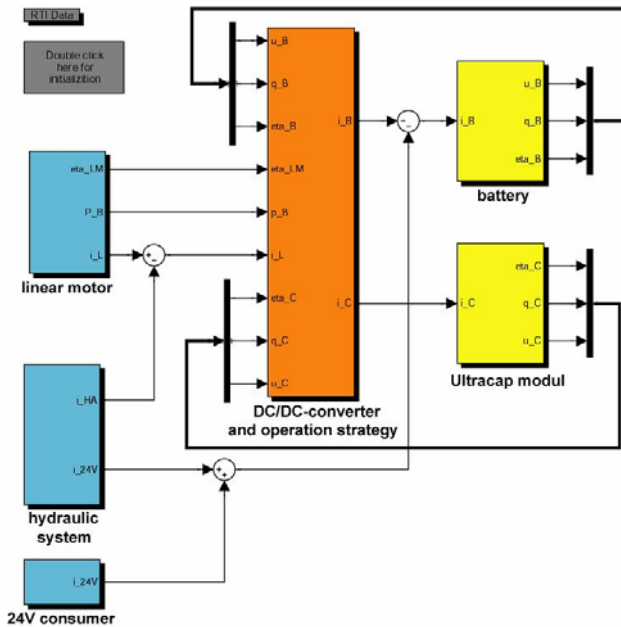 RTI Data
Double click
here for
initializition
eta_LM
P_B
i_L
linear motor
i_HA
i_24V
hydraulic
system
i_24V
24V consumer
u_B
q_B
eta_B
eta_LM
p_B
i_L
eta_C
q_C
u_C
i_B
i_C
DC/DC-converter
and operation strategy
i_B
u_B
q_B
eta_B
battery
i_C
eta_C
q_C
u_C
Ultracap modul